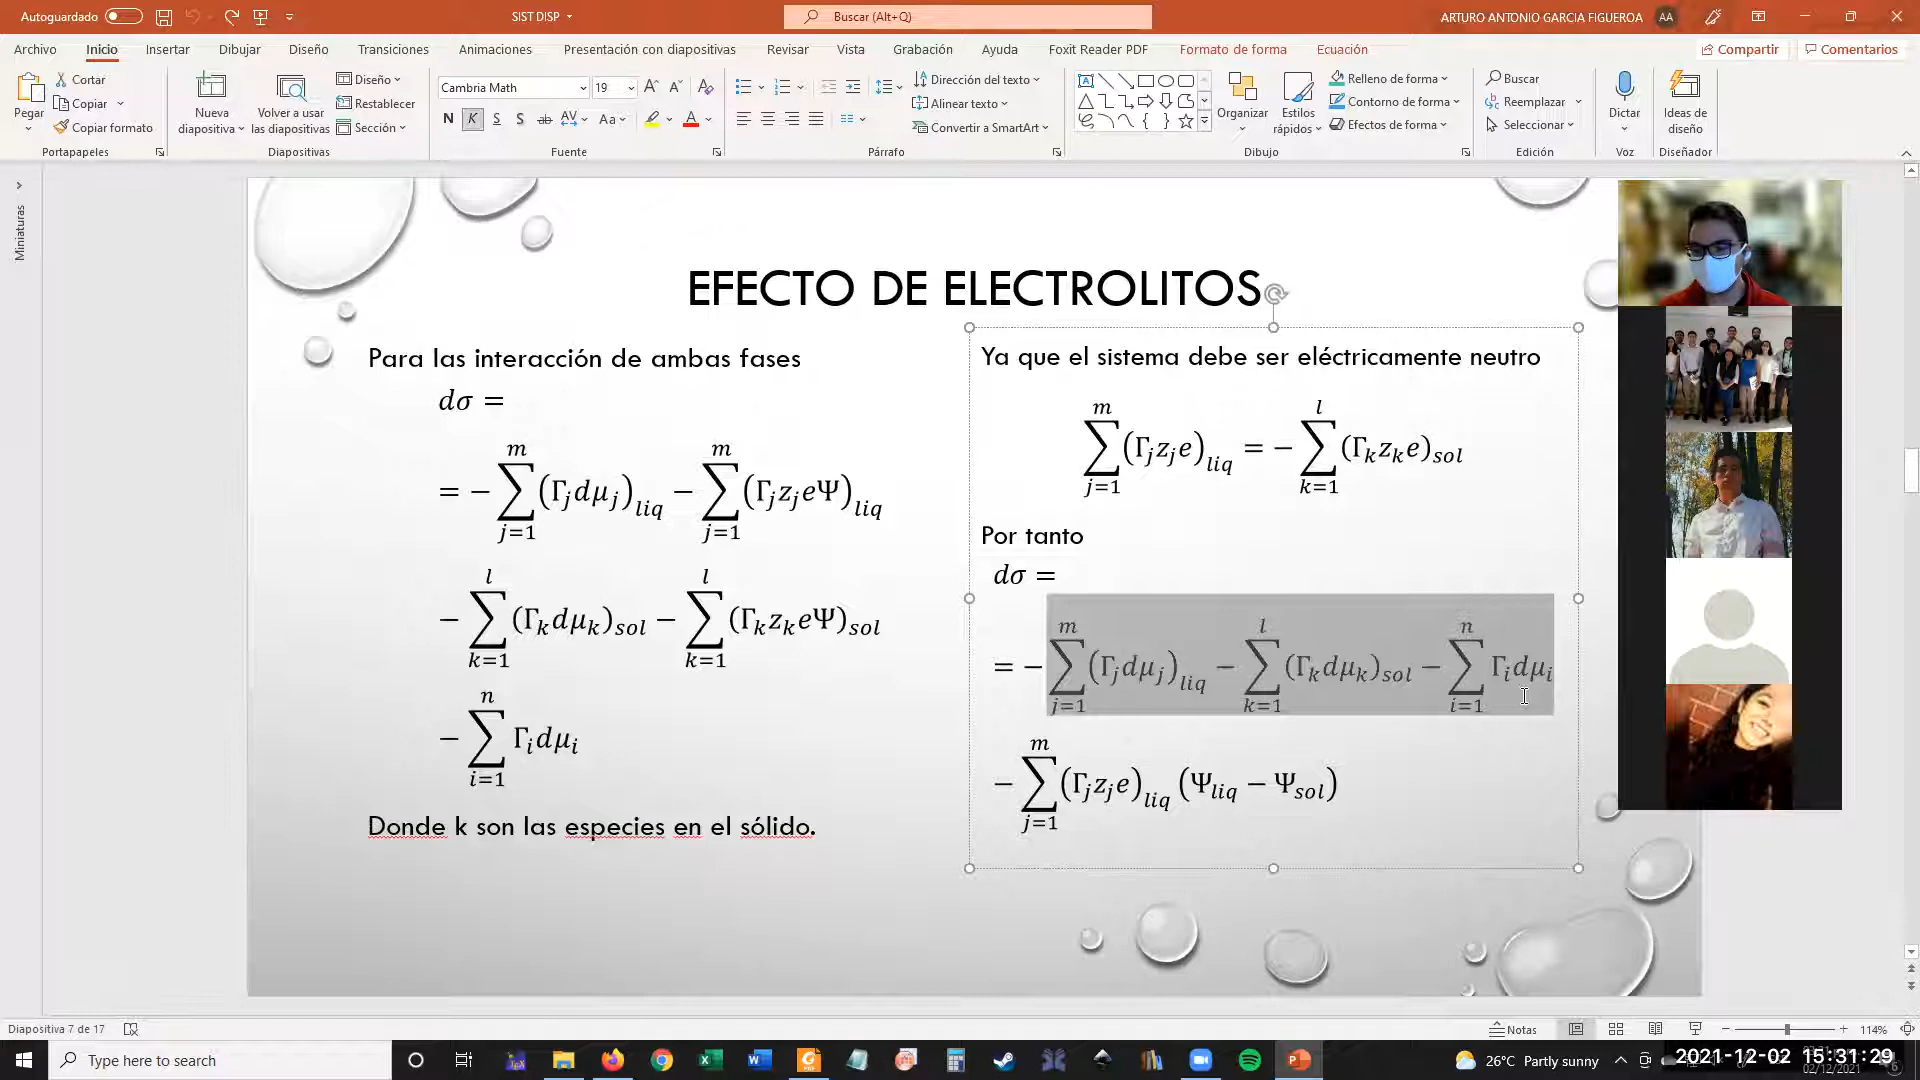 Autoguardado
SIST DISP
Buscar (Alt+Q)
ARTURO ANTONIO GARCIA FIGUEROA
AA
Archivo Inicio Insertar Dibujar Diseño Transiciones Animaciones Presentación con diapositivas Revisar Vista Grabación Ayuda Foxit Reader PDF Formato de forma Ecuación Compartir Comentarios
Pegar
Cortar
Copiar
Copiar formato
Portapapeles
Nueva diapositiva
Volver a usar las diapositivas
Diseño
Restablecer
Sección
Diapositivas
Cambria Math 19
N K S S ab AV Aa A
Fuente
Dirección del texto
Alinear texto
Convertir a SmartArt
Párrafo
Organizar
Estilos rápidos
Relleno de forma
Contorno de forma
Efectos de forma
Dibujo
Buscar
Reemplazar
Seleccionar
Edición
Dictar
Voz
Ideas de diseño
Diseñador
Miniaturas
EFECTO DE ELECTROLITOS
Para las interacción de ambas fases
dσ =
= − ∑_{j=1}^{m} (Γ_j dμ_j)_{liq} − ∑_{j=1}^{m} (Γ_j z_j eΨ)_{liq}
− ∑_{k=1}^{l} (Γ_k dμ_k)_{sol} − ∑_{k=1}^{l} (Γ_k z_k eΨ)_{sol}
− ∑_{i=1}^{n} Γ_i dμ_i
Donde k son las especies en el sólido.
Ya que el sistema debe ser eléctricamente neutro
∑_{j=1}^{m} (Γ_j z_j e)_{liq} = − ∑_{k=1}^{l} (Γ_k z_k e)_{sol}
Por tanto
dσ =
= − ∑_{j=1}^{m} (Γ_j dμ_j)_{liq} − ∑_{k=1}^{l} (Γ_k dμ_k)_{sol} − ∑_{i=1}^{n} Γ_i dμ_i
− ∑_{j=1}^{m} (Γ_j z_j e)_{liq} (Ψ_{liq} − Ψ_{sol})
Diapositiva 7 de 17
Notas
114%
Type here to search
26°C Partly sunny
2021-12-02 15:31:29
02/12/2021